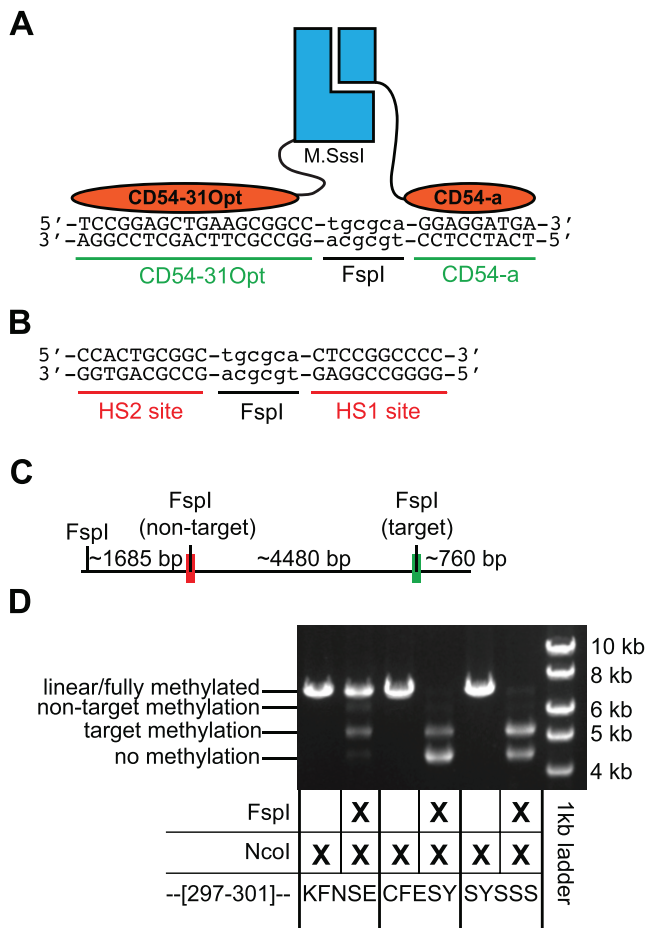 A
M.SssI
CD54-31Opt
CD54-a
5′-TCCGGAGCTGAAGCGGCC-tgcgca-GGAGGATGA-3′
3′-AGGCCTCGACTTCGCCGG-acgcgt-CCTCCTACT-5′
CD54-31Opt
FspI
CD54-a
B
5′-CCACTGCGGC-tgcgca-CTCCGGCCCC-3′
3′-GGTGACGCCG-acgcgt-GAGGCCGGGG-5′
HS2 site
FspI
HS1 site
C
FspI
FspI
(non-target)
FspI
(target)
~1685 bp
~4480 bp
~760 bp
D
linear/fully methylated
non-target methylation
target methylation
no methylation
10 kb
8 kb
6 kb
5 kb
4 kb
FspI X X X
NcoI X X X X X X
--[297-301]-- KFNSE CFESY SYSSS
1kb ladder